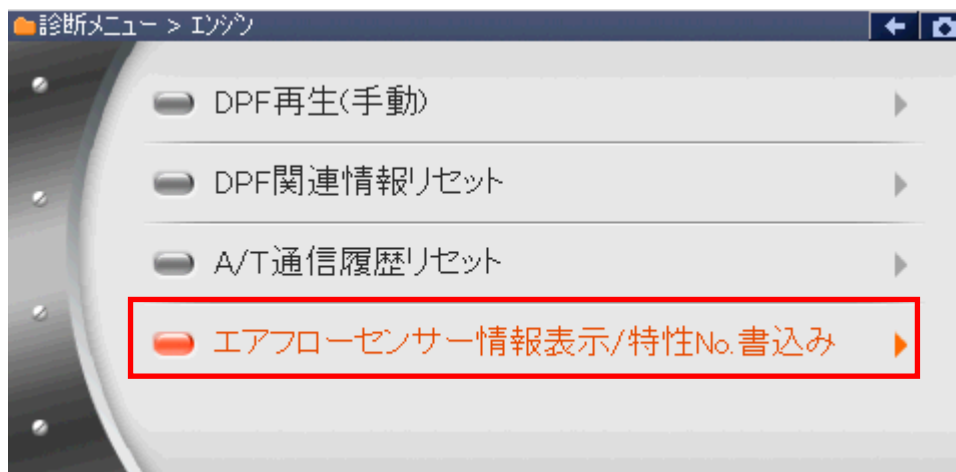 診断メニュー > エンジン
DPF再生(手動)
DPF関連情報リセット
A/T通信履歴リセット
エアフローセンサー情報表示/特性No.書込み